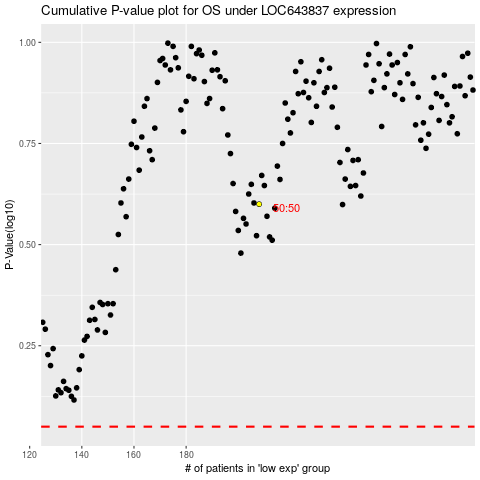 Cumulative P-value plot for OS under LOC643837 expression
P-Value(log10)
1.00
0.75
0.50
0.25
50:50
120 140 160 180
# of patients in 'low exp' group